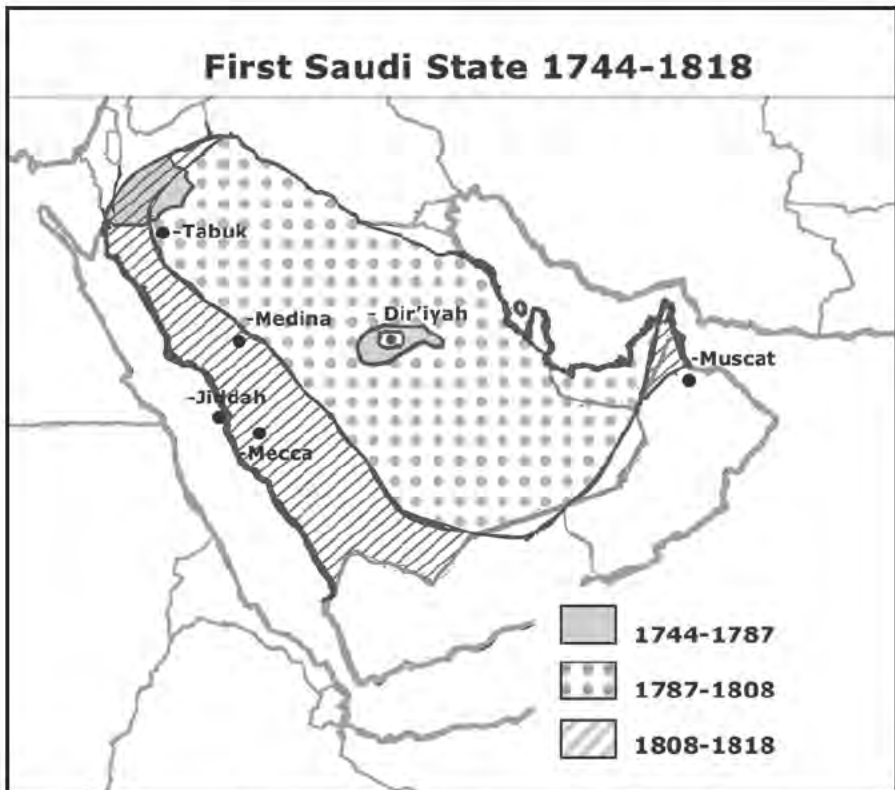 First Saudi State 1744-1818
-Tabuk
-Medina
- Dir'iyah
-Muscat
-Jiddah
-Mecca
1744-1787
1787-1808
1808-1818